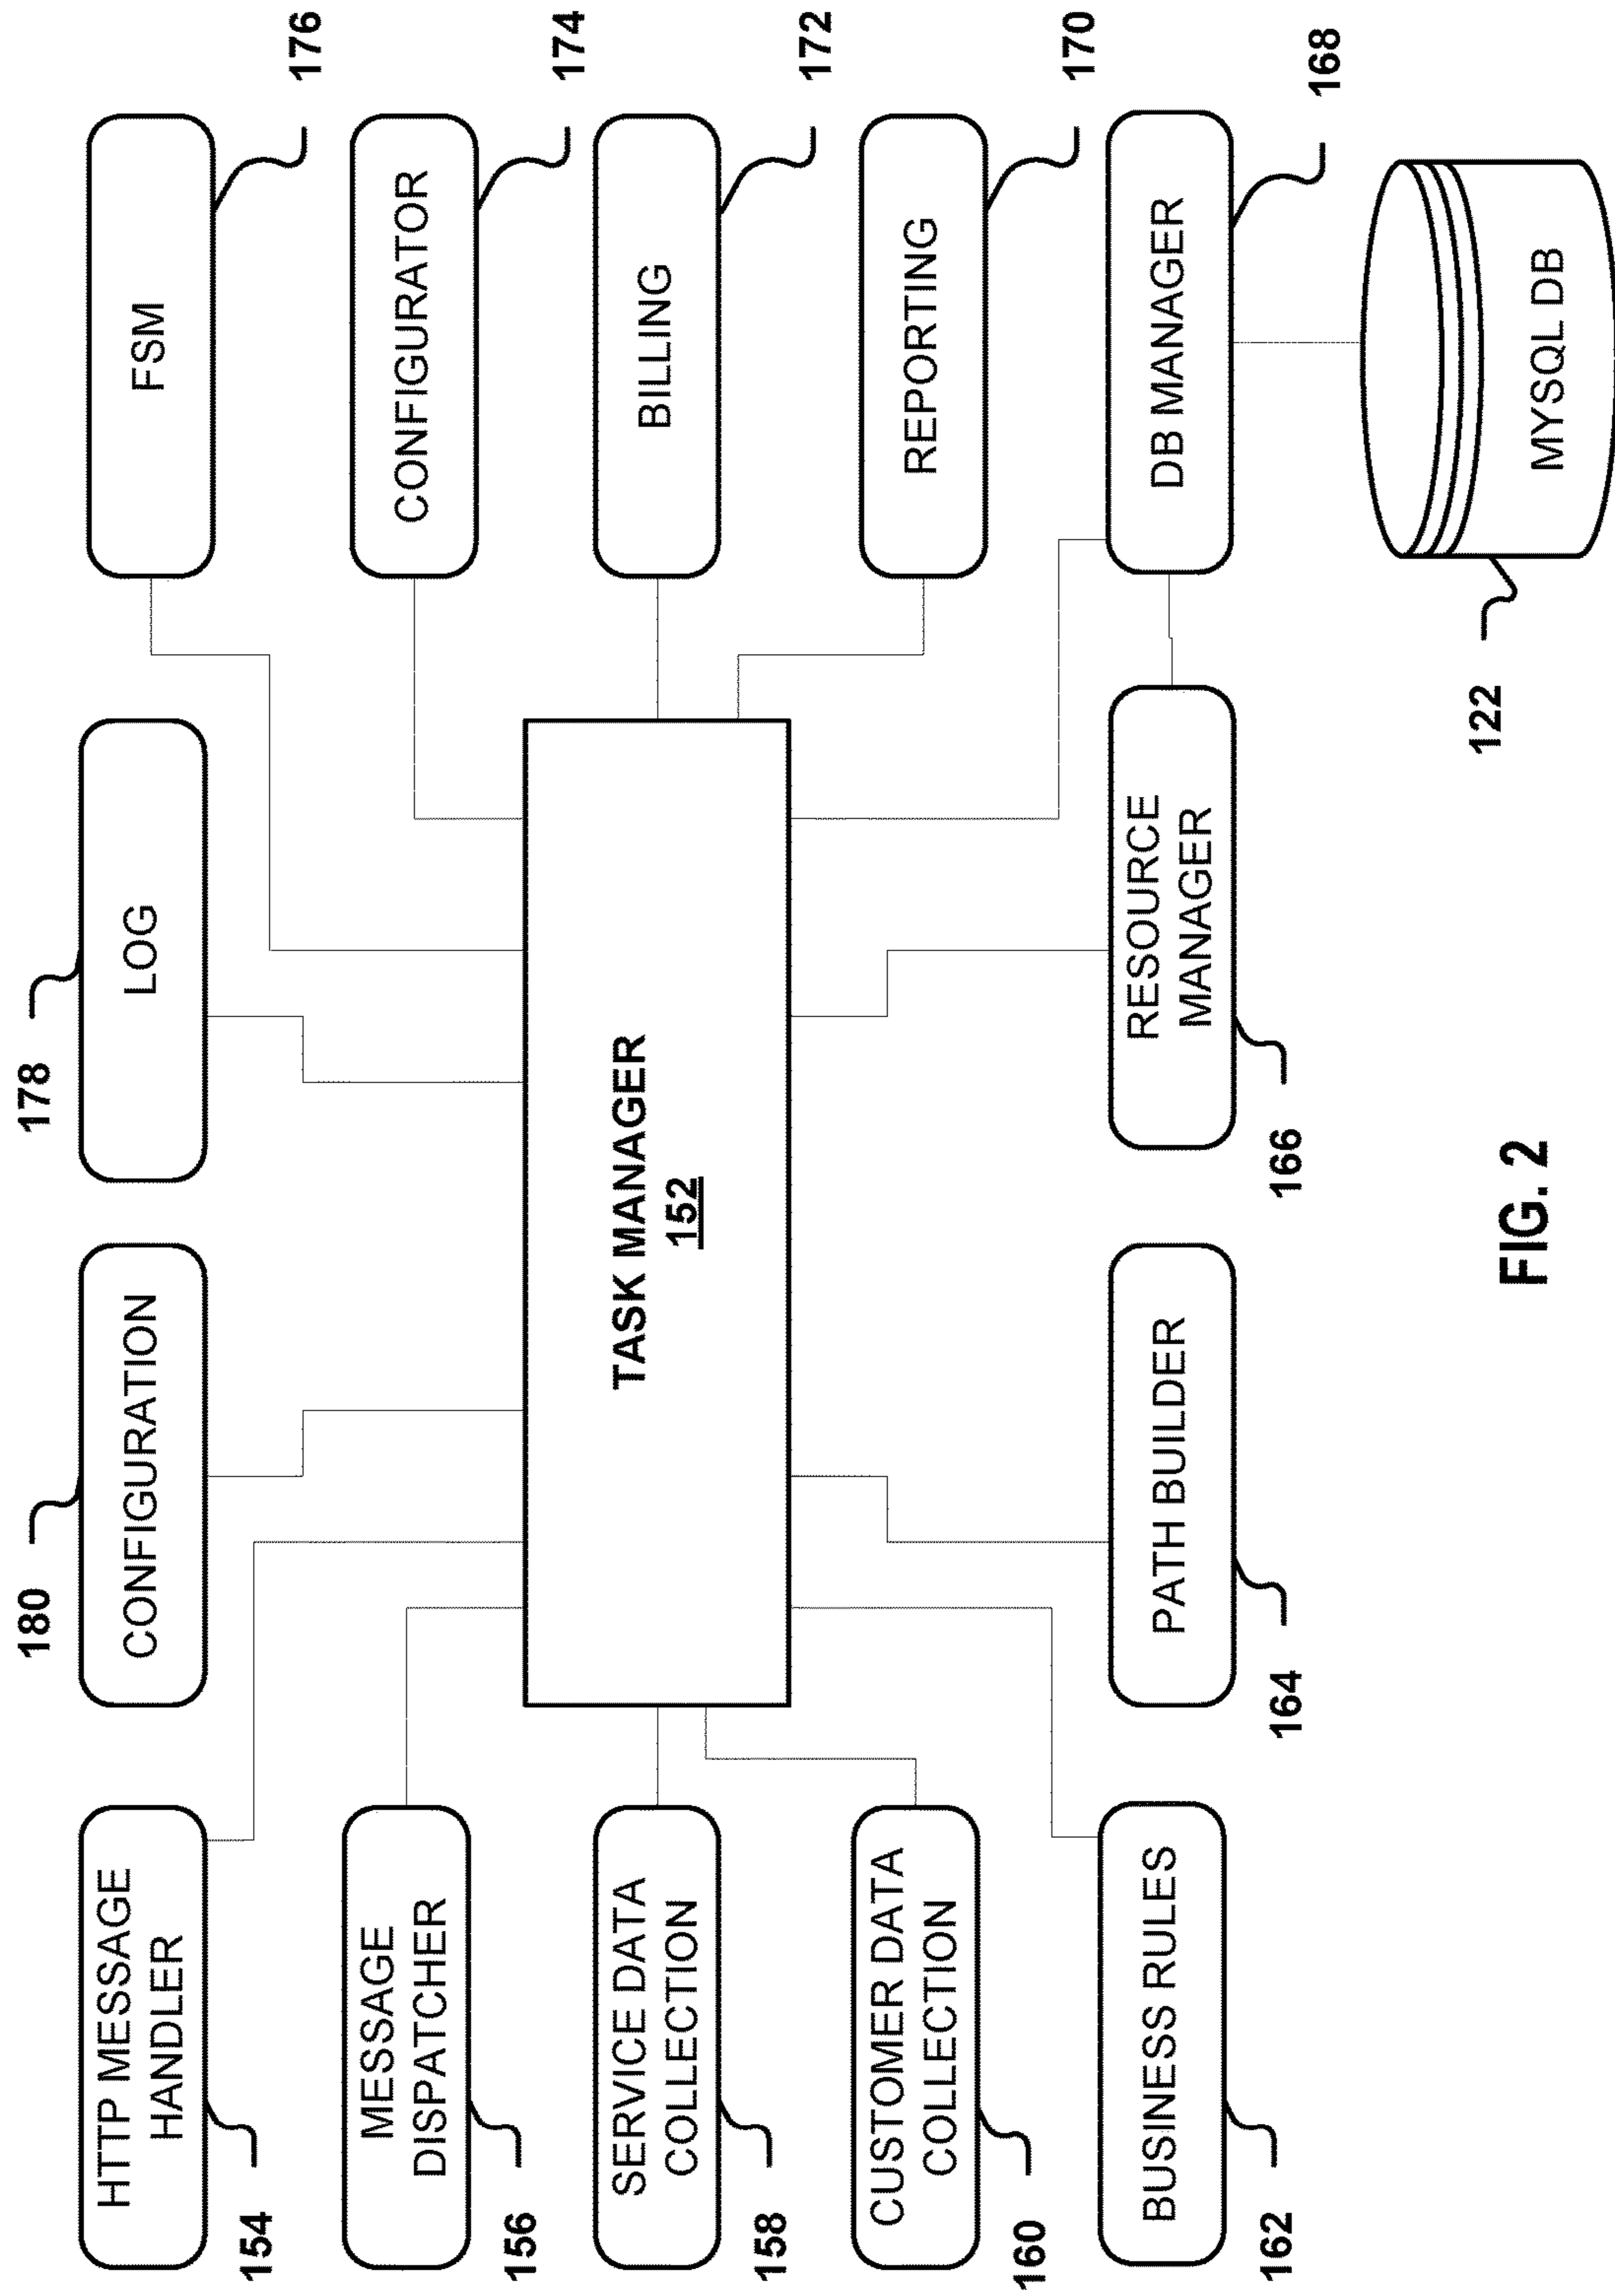 HTTP MESSAGE
HANDLER
154
MESSAGE
DISPATCHER
156
SERVICE DATA
COLLECTION
158
CUSTOMER DATA
COLLECTION
160
BUSINESS RULES
162
180
CONFIGURATION
178
LOG
TASK MANAGER
152
PATH BUILDER
164
RESOURCE
MANAGER
166
FSM
176
CONFIGURATOR
174
BILLING
172
REPORTING
170
DB MANAGER
168
MYSQL DB
122
FIG. 2